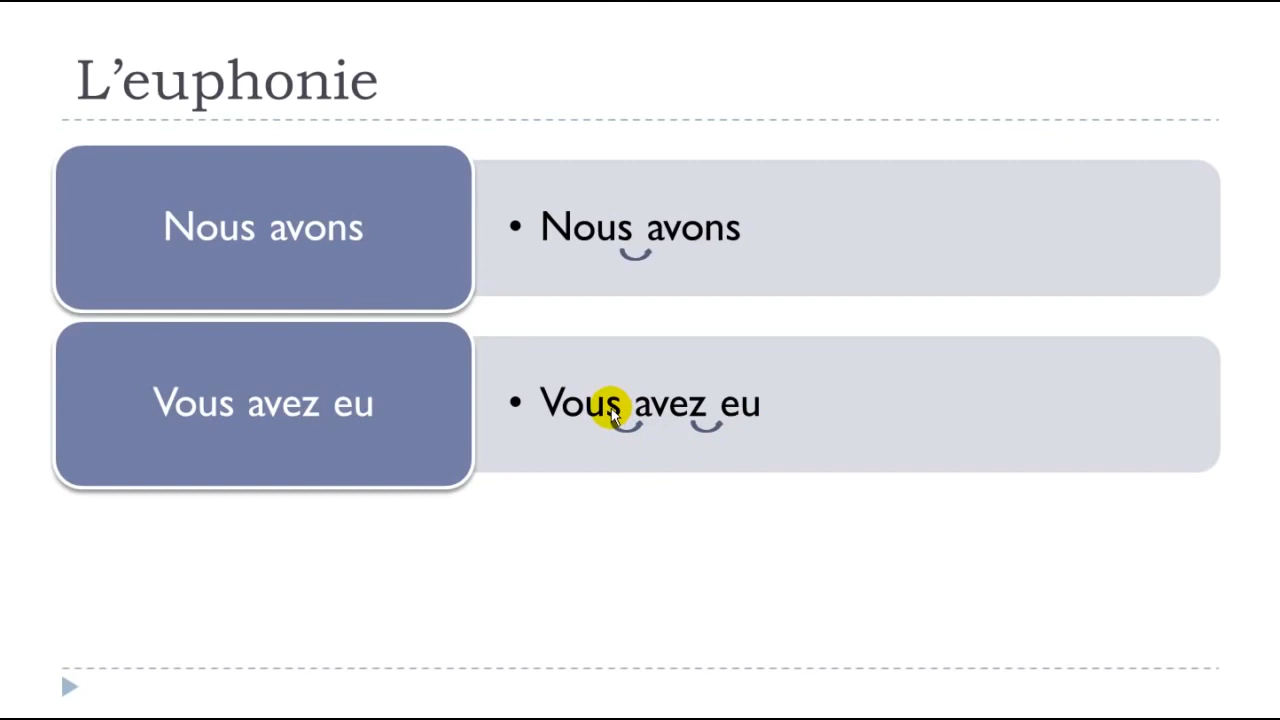 L’euphonie
Nous avons
• Nous avons
Vous avez eu
• Vous avez eu